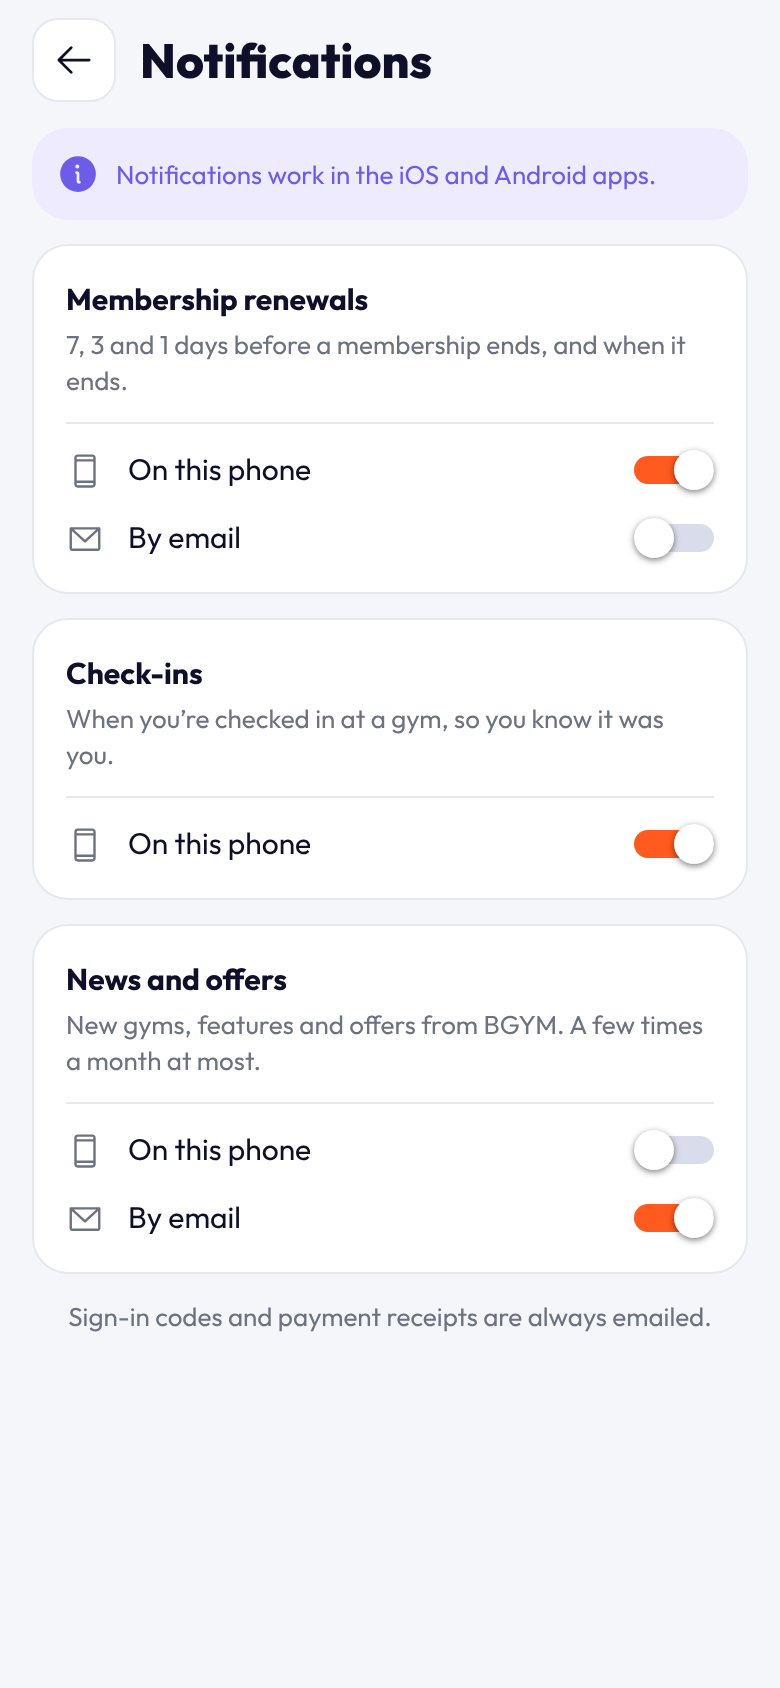 Notifications
Notifications work in the iOS and Android apps.
Membership renewals
7, 3 and 1 days before a membership ends, and when it
ends.
On this phone
By email
Check-ins
When you’re checked in at a gym, so you know it was
you.
On this phone
News and offers
New gyms, features and offers from BGYM. A few times
a month at most.
On this phone
By email
Sign-in codes and payment receipts are always emailed.